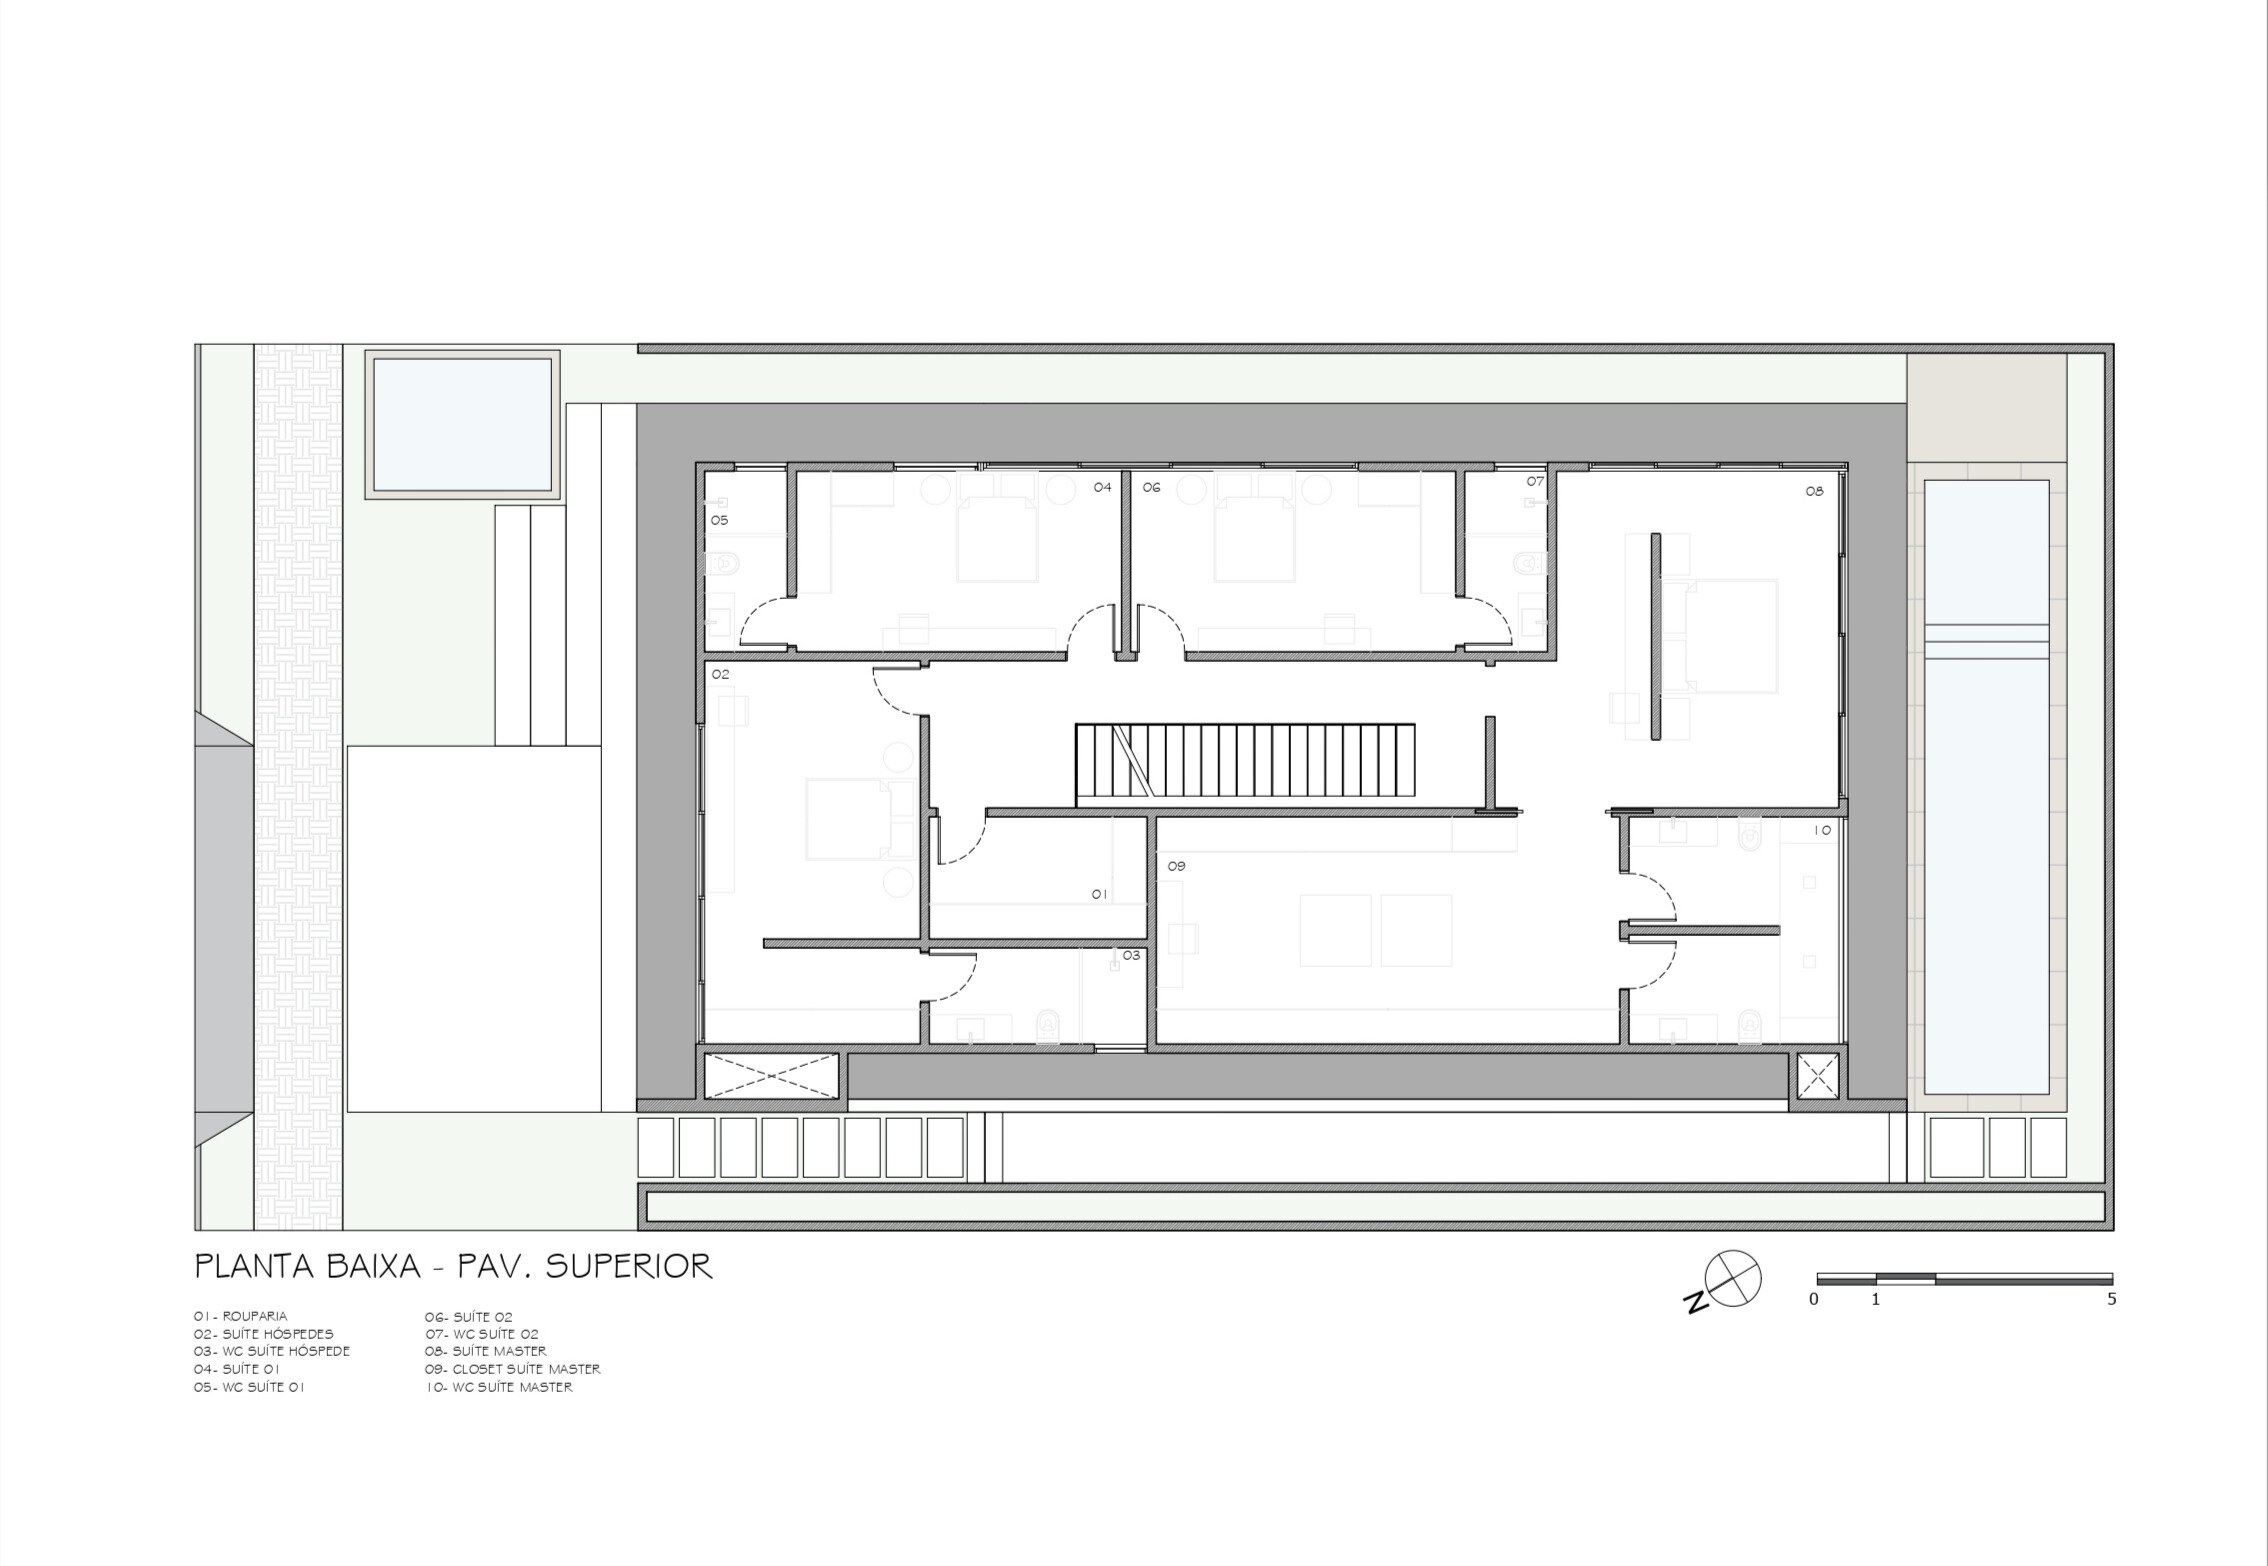 04 06 07 08
05
02
10
09
01
03
PLANTA BAIXA - PAV. SUPERIOR
N
0 1 5
01- ROUPARIA
02- SUÍTE HÓSPEDES
03- WC SUÍTE HÓSPEDE
04- SUÍTE 01
05- WC SUÍTE 01
06- SUÍTE 02
07- WC SUÍTE 02
08- SUÍTE MASTER
09- CLOSET SUÍTE MASTER
10- WC SUÍTE MASTER